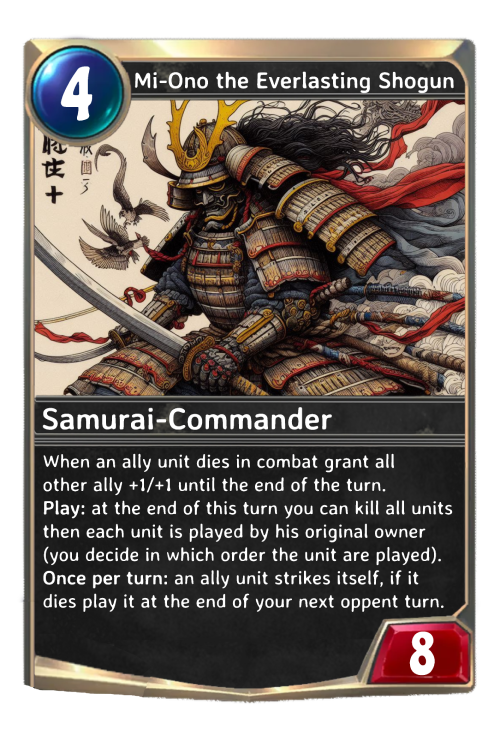 4
Mi-Ono the Everlasting Shogun
Samurai-Commander
When an ally unit dies in combat grant all
other ally +1/+1 until the end of the turn.
Play: at the end of this turn you can kill all units
then each unit is played by his original owner
(you decide in which order the unit are played).
Once per turn: an ally unit strikes itself, if it
dies play it at the end of your next oppent turn.
8